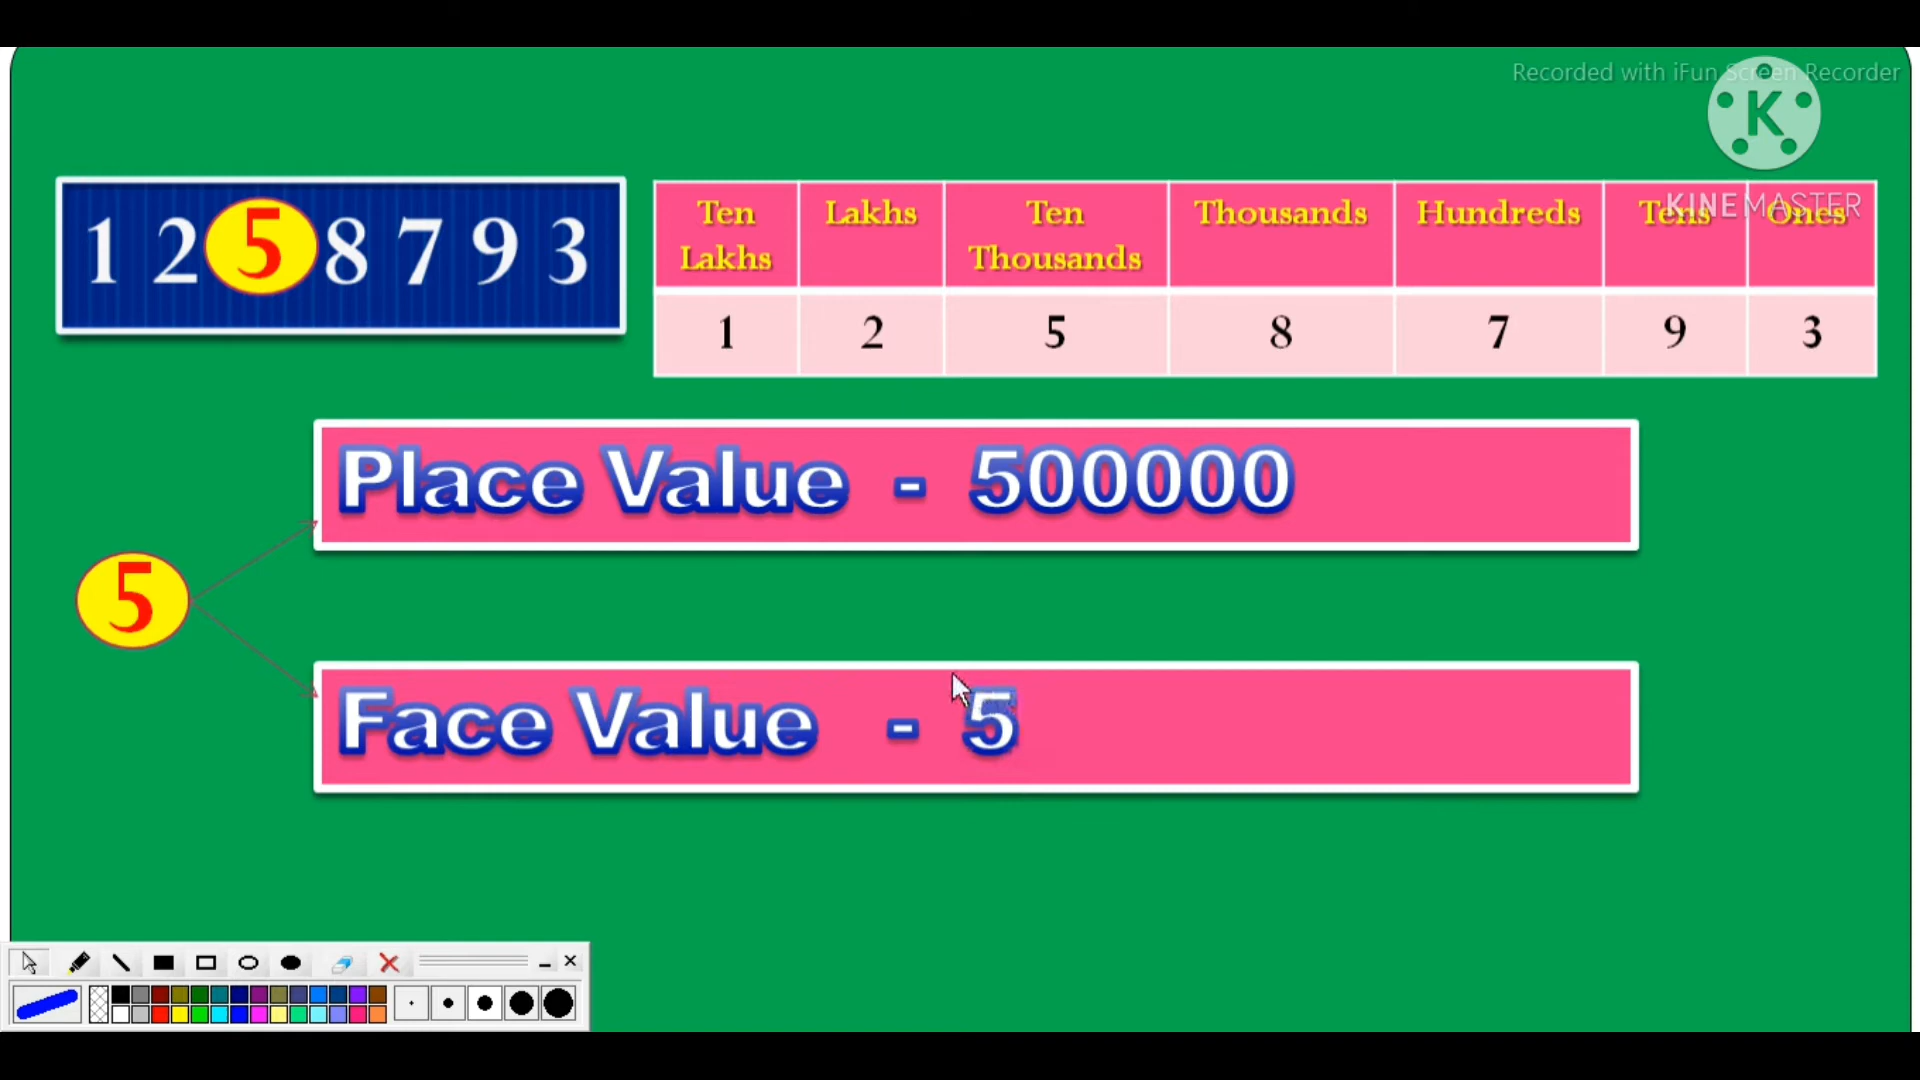 Recorded with iFun Screen Recorder
K
KINEMASTER
1 2 5 8 7 9 3
Ten Lakhs Lakhs Ten Thousands Thousands Hundreds Tens Ones
1 2 5 8 7 9 3
Place Value - 500000
5
Face Value - 5